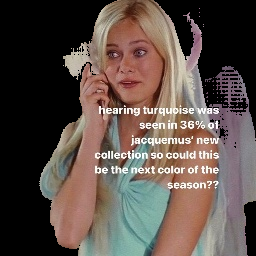 hearing turquoise was
seen in 36% of
jacquemus' new
collection so could this
be the next color of the
season??